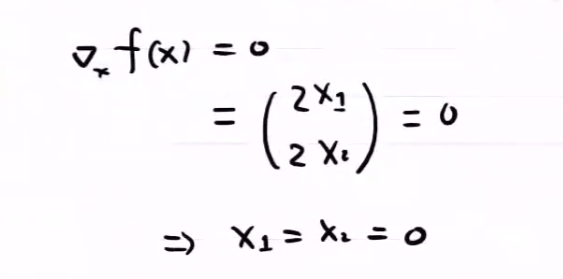 ∇ₓ f(x) = 0
= (2x₁
2x₂) = 0
⇒ x₁ = x₂ = 0